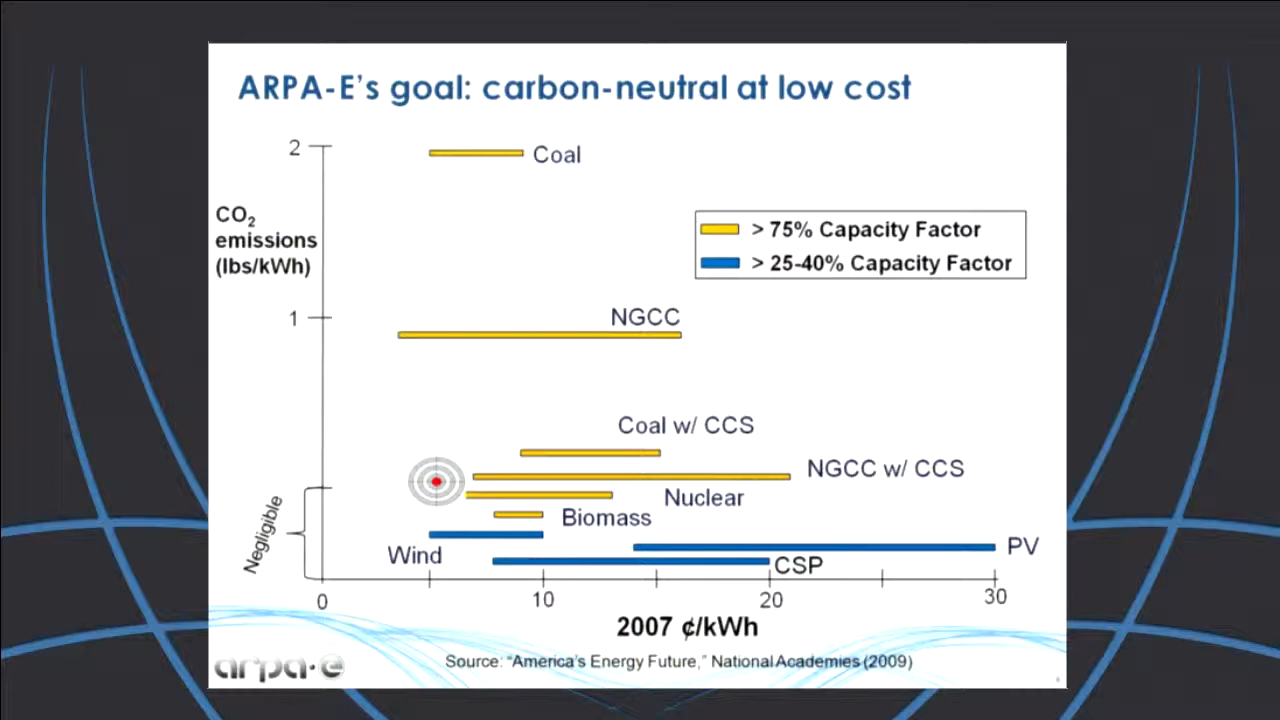 ARPA-E’s goal: carbon-neutral at low cost
2
Coal
CO₂
emissions
(lbs/kWh)
> 75% Capacity Factor
> 25-40% Capacity Factor
1
NGCC
Coal w/ CCS
NGCC w/ CCS
Nuclear
Biomass
Negligible
Wind
PV
CSP
0
10
20
30
2007 ¢/kWh
Source: “America’s Energy Future,” National Academies (2009)
arpa·e